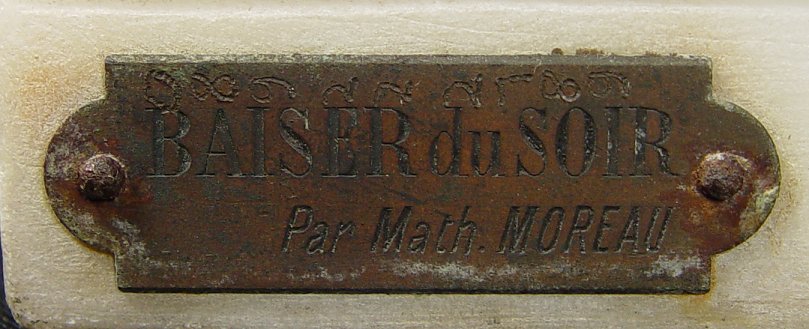 BAISER du SOIR
Par Math. MOREAU